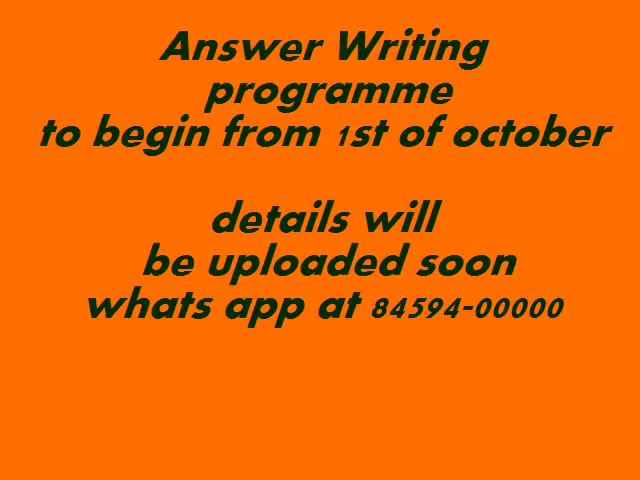 Answer Writing
programme
to begin from 1st of october
details will
be uploaded soon
whats app at 84594-00000